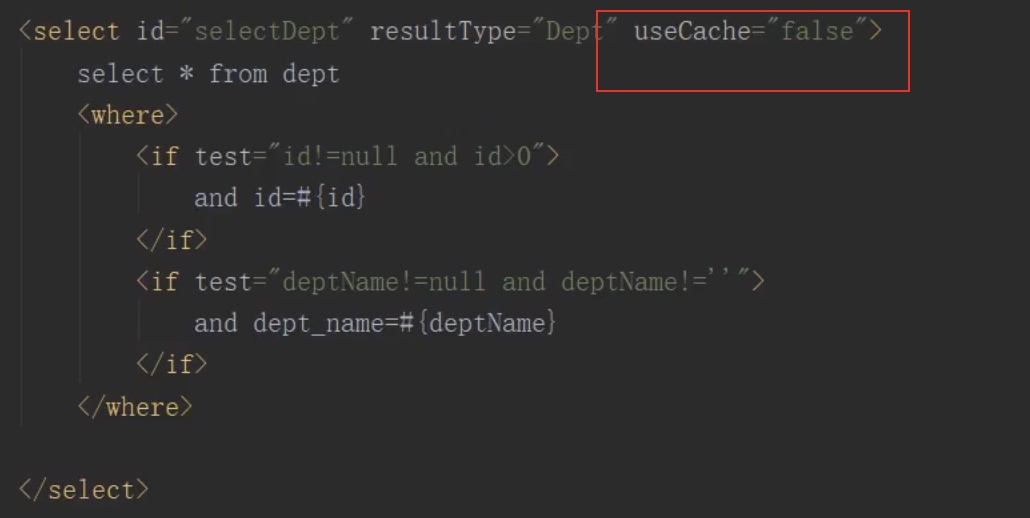 <select id="selectDept" resultType="Dept" useCache="false">
select * from dept
<where>
<if test="id!=null and id>0">
and id=#{id}
</if>
<if test="deptName!=null and deptName!=''">
and dept_name=#{deptName}
</if>
</where>
</select>